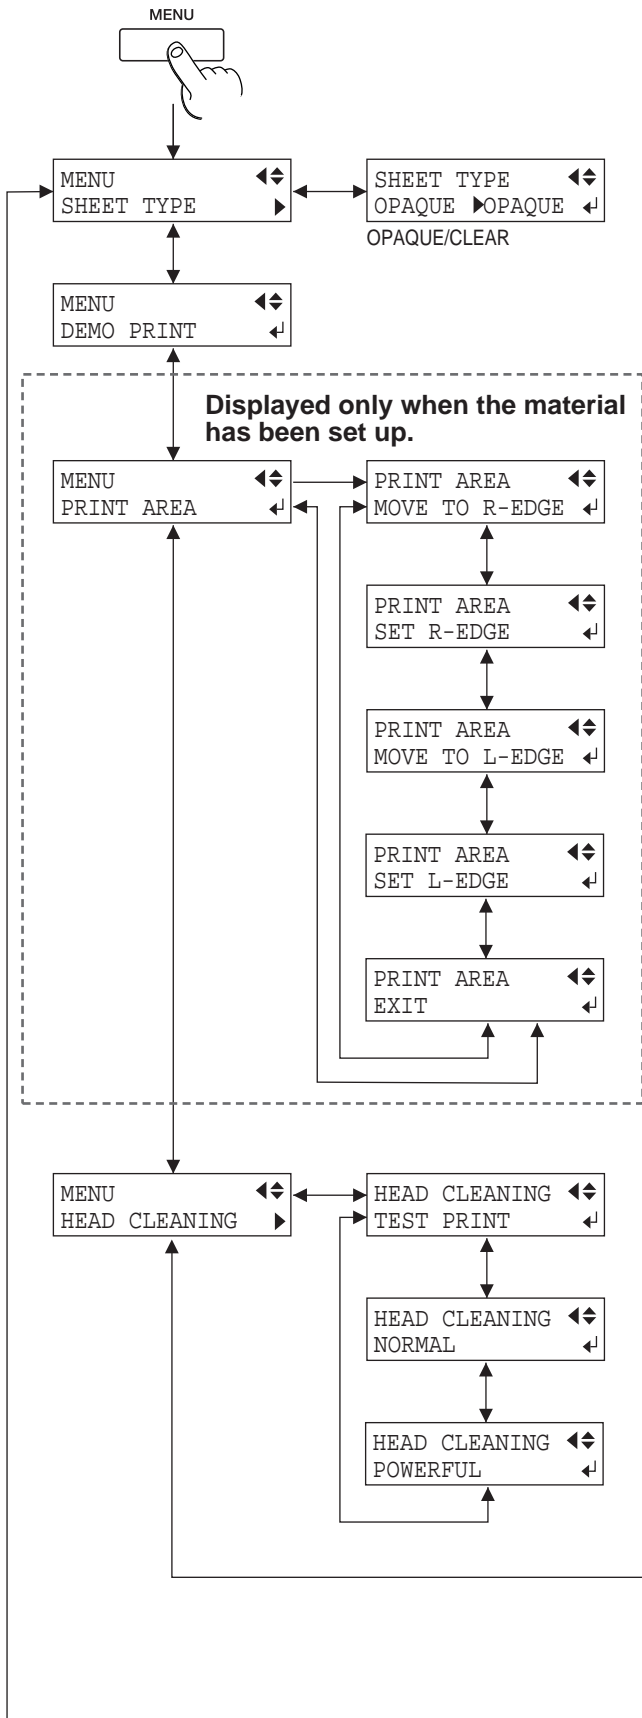 MENU
MENU
SHEET TYPE
SHEET TYPE
OPAQUE ▶OPAQUE
OPAQUE/CLEAR
MENU
DEMO PRINT
Displayed only when the material
has been set up.
MENU
PRINT AREA
PRINT AREA
MOVE TO R-EDGE
PRINT AREA
SET R-EDGE
PRINT AREA
MOVE TO L-EDGE
PRINT AREA
SET L-EDGE
PRINT AREA
EXIT
MENU
HEAD CLEANING
HEAD CLEANING
TEST PRINT
HEAD CLEANING
NORMAL
HEAD CLEANING
POWERFUL